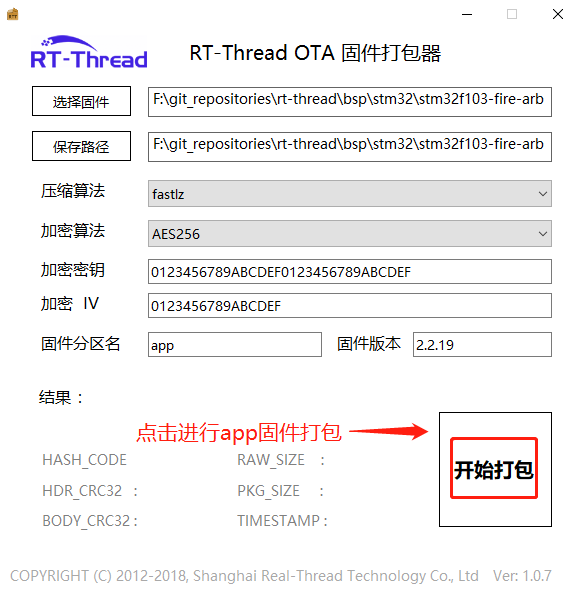 RT-Thread
RT-Thread OTA 固件打包器
选择固件 F:\git_repositories\rt-thread\bsp\stm32\stm32f103-fire-arb
保存路径 F:\git_repositories\rt-thread\bsp\stm32\stm32f103-fire-arb
压缩算法 fastlz
加密算法 AES256
加密密钥 0123456789ABCDEF0123456789ABCDEF
加密 IV 0123456789ABCDEF
固件分区名 app 固件版本 2.2.19
结果：
点击进行app固件打包
开始打包
HASH_CODE RAW_SIZE :
HDR_CRC32 : PKG_SIZE :
BODY_CRC32 : TIMESTAMP :
COPYRIGHT (C) 2012-2018, Shanghai Real-Thread Technology Co., Ltd Ver: 1.0.7